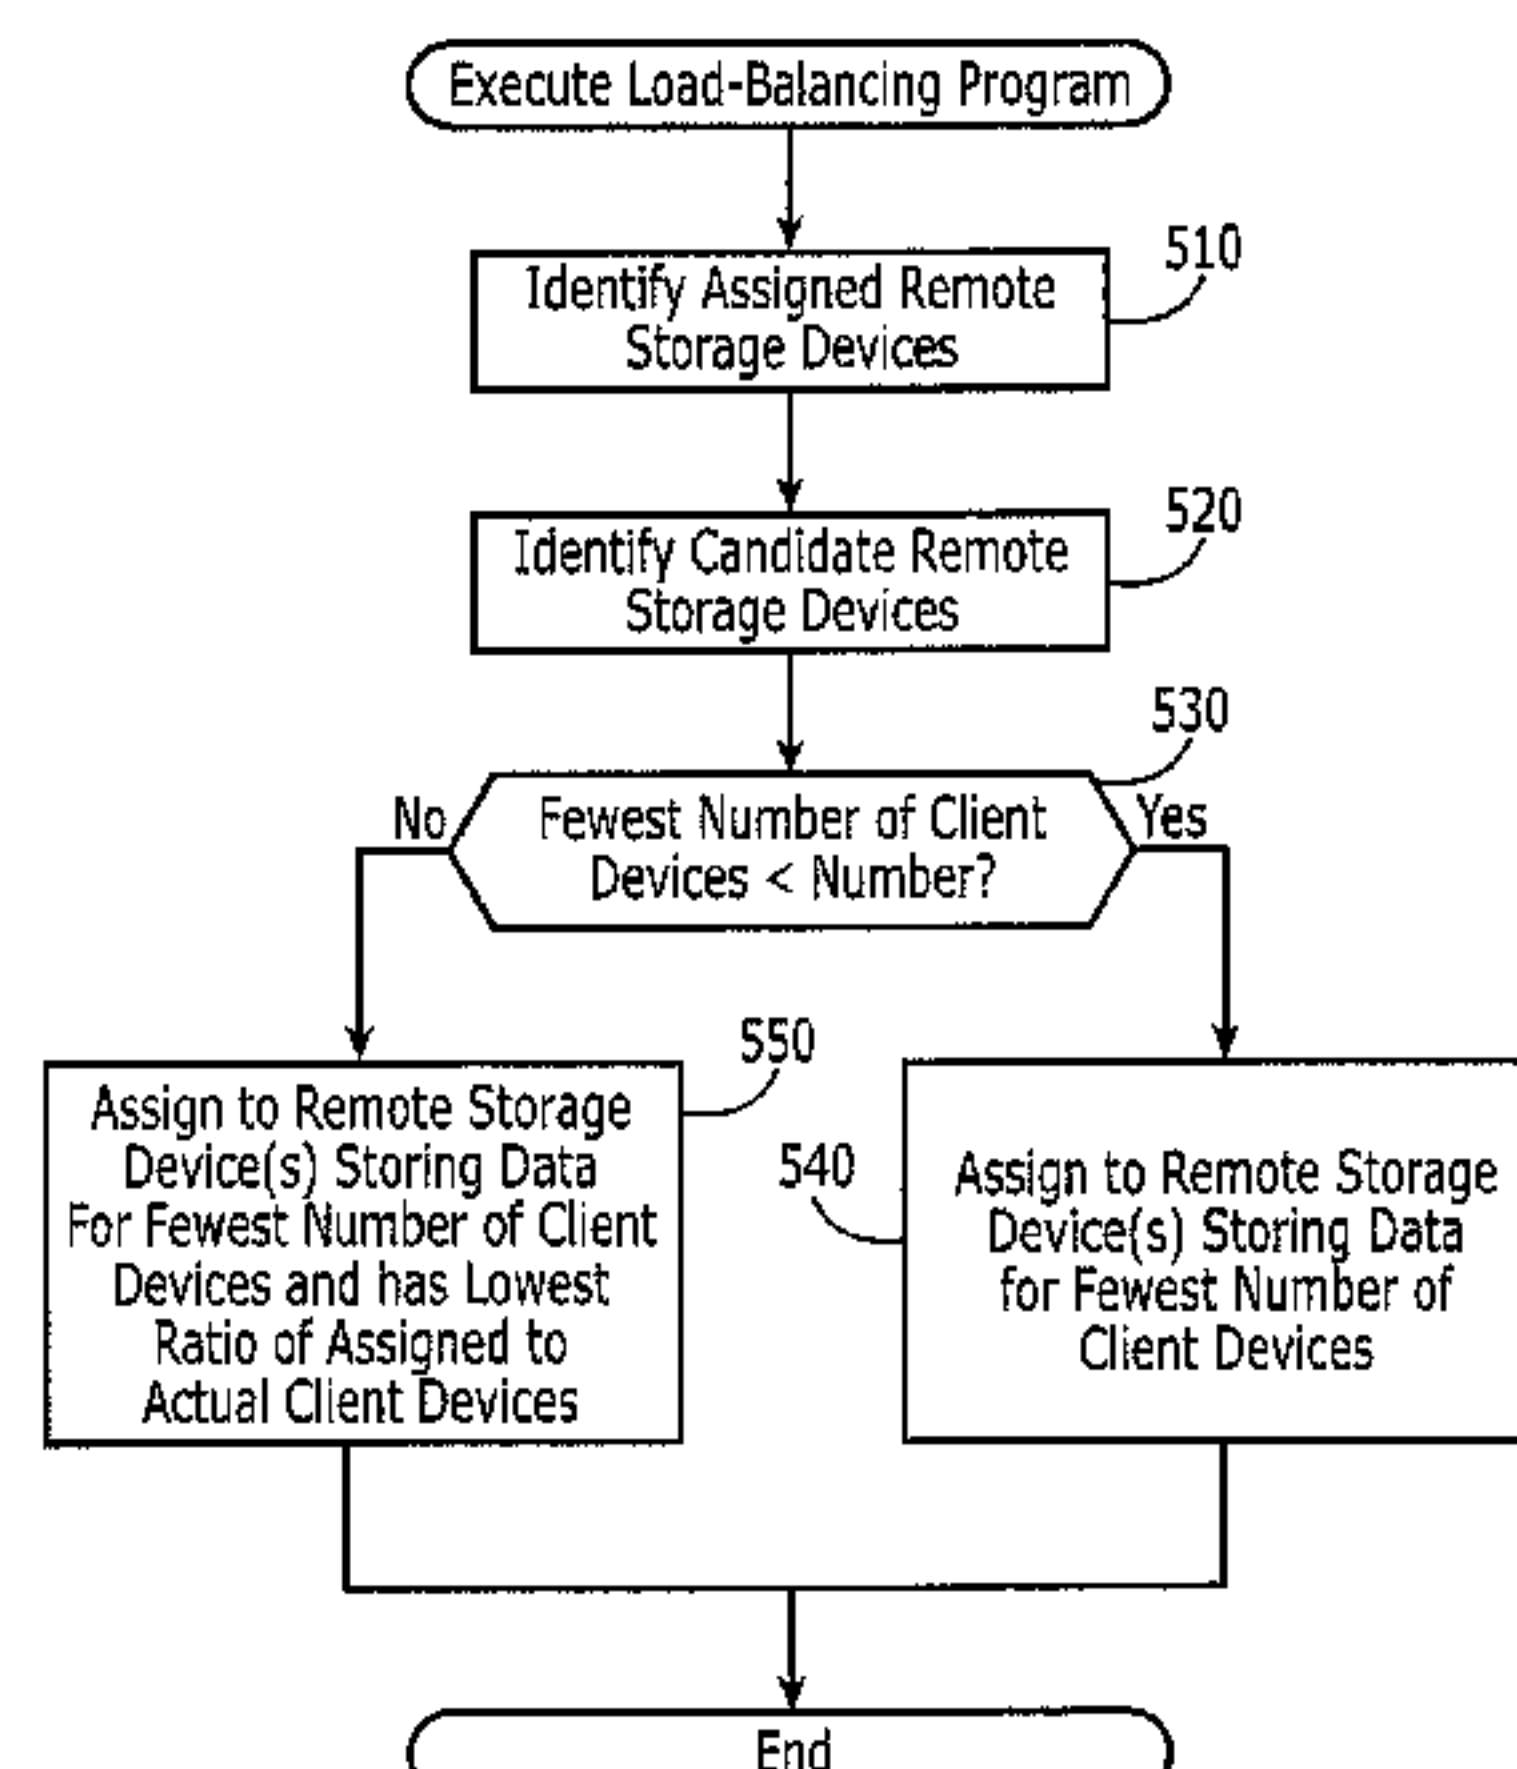 Execute Load-Balancing Program
510
Identify Assigned Remote
Storage Devices
520
Identify Candidate Remote
Storage Devices
530
No
Fewest Number of Client
Devices < Number?
Yes
550
Assign to Remote Storage
Device(s) Storing Data
For Fewest Number of Client
Devices and has Lowest
Ratio of Assigned to
Actual Client Devices
540
Assign to Remote Storage
Device(s) Storing Data
for Fewest Number of
Client Devices
End